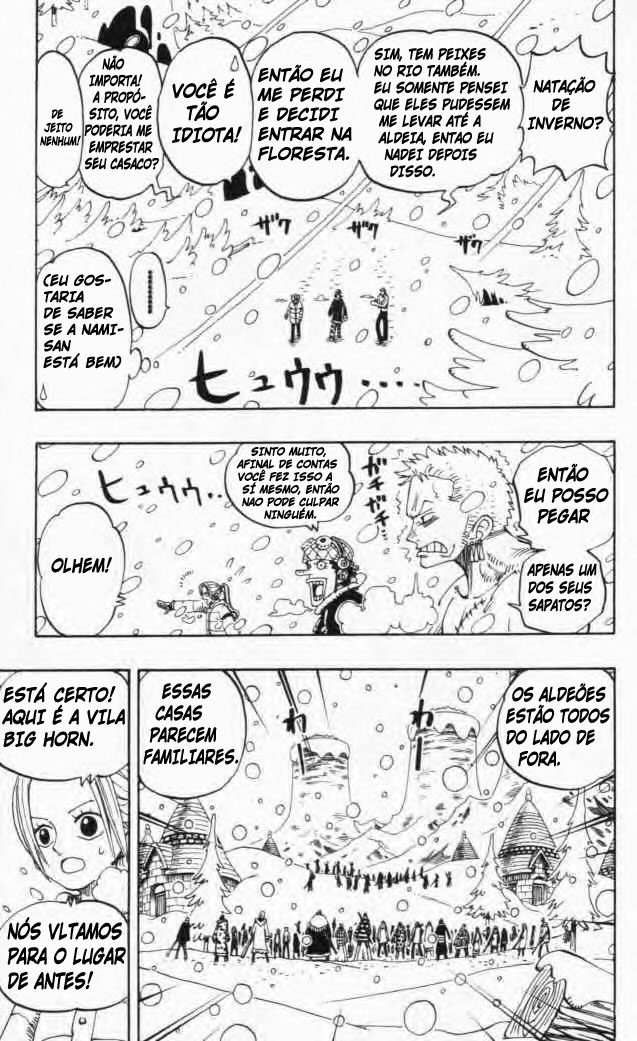 NATAÇÃO
DE
INVERNO?
SIM, TEM PEIXES
NO RIO TAMBÉM.
EU SOMENTE PENSEI
QUE ELES PUDESSEM
ME LEVAR ATÉ A
ALDEIA, ENTAO EU
NADEI DEPOIS
DISSO.
ENTÃO EU
ME PERDI
E DECIDI
ENTRAR NA
FLORESTA.
VOCÊ É
TÃO
IDIOTA!
NÃO
IMPORTA!
A PROPÓ-
SITO, VOCÊ
PODERIA ME
EMPRESTAR
SEU CASACO?
DE
JEITO
NENHUM!
ザク
ザク
ザク
(EU GOS-
TARIA
DE SABER
SE A NAMI-
SAN
ESTÁ BEM)
ヒュウウ.....
ENTÃO
EU POSSO
PEGAR
APENAS UM
DOS SEUS
SAPATOS?
ガチガチ...
SINTO MUITO,
AFINAL DE CONTAS
VOCÊ FEZ ISSO A
SÍ MESMO, ENTÃO
NAO PODE CULPAR
NINGUÉM.
ヒュウウ..
OLHEM!
OS ALDEÕES
ESTÃO TODOS
DO LADO DE
FORA.
わー
わー
ESSAS
CASAS
PARECEM
FAMILIARES.
ESTÁ CERTO!
AQUI É A VILA
BIG HORN.
NÓS VLTAMOS
PARA O LUGAR
DE ANTES!